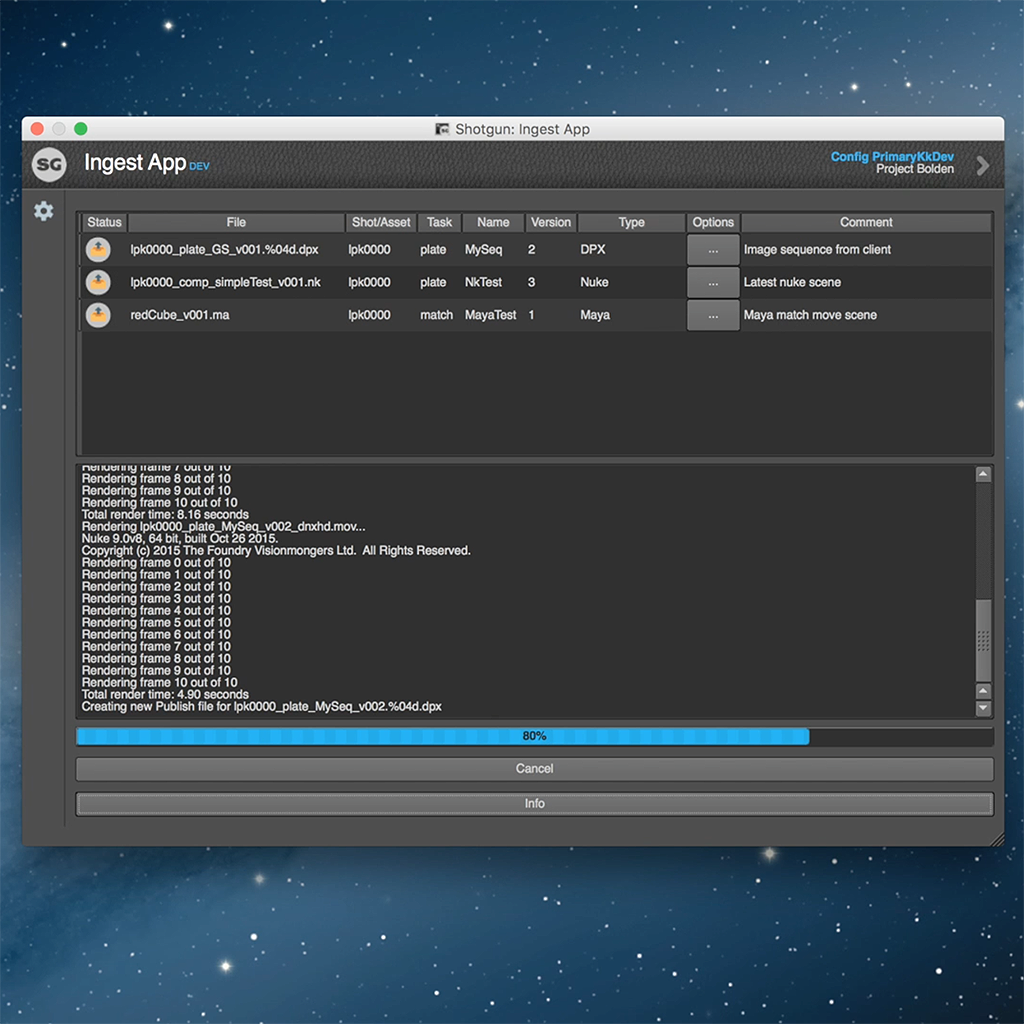 Shotgun: Ingest App
SG Ingest App DEV
Config PrimaryKkDev
Project Bolden
Status File Shot/Asset Task Name Version Type Options Comment
lpk0000_plate_GS_v001.%04d.dpx lpk0000 plate MySeq 2 DPX ... Image sequence from client
lpk0000_comp_simpleTest_v001.nk lpk0000 plate NkTest 3 Nuke ... Latest nuke scene
redCube_v001.ma lpk0000 match MayaTest 1 Maya ... Maya match move scene
Rendering frame 7 out of 10
Rendering frame 8 out of 10
Rendering frame 9 out of 10
Rendering frame 10 out of 10
Total render time: 8.16 seconds
Rendering lpk0000_plate_MySeq_v002_dnxhd.mov...
Nuke 9.0v8, 64 bit, built Oct 26 2015.
Copyright (c) 2015 The Foundry Visionmongers Ltd. All Rights Reserved.
Rendering frame 0 out of 10
Rendering frame 1 out of 10
Rendering frame 2 out of 10
Rendering frame 3 out of 10
Rendering frame 4 out of 10
Rendering frame 5 out of 10
Rendering frame 6 out of 10
Rendering frame 7 out of 10
Rendering frame 8 out of 10
Rendering frame 9 out of 10
Rendering frame 10 out of 10
Total render time: 4.90 seconds
Creating new Publish file for lpk0000_plate_MySeq_v002.%04d.dpx
80%
Cancel
Info